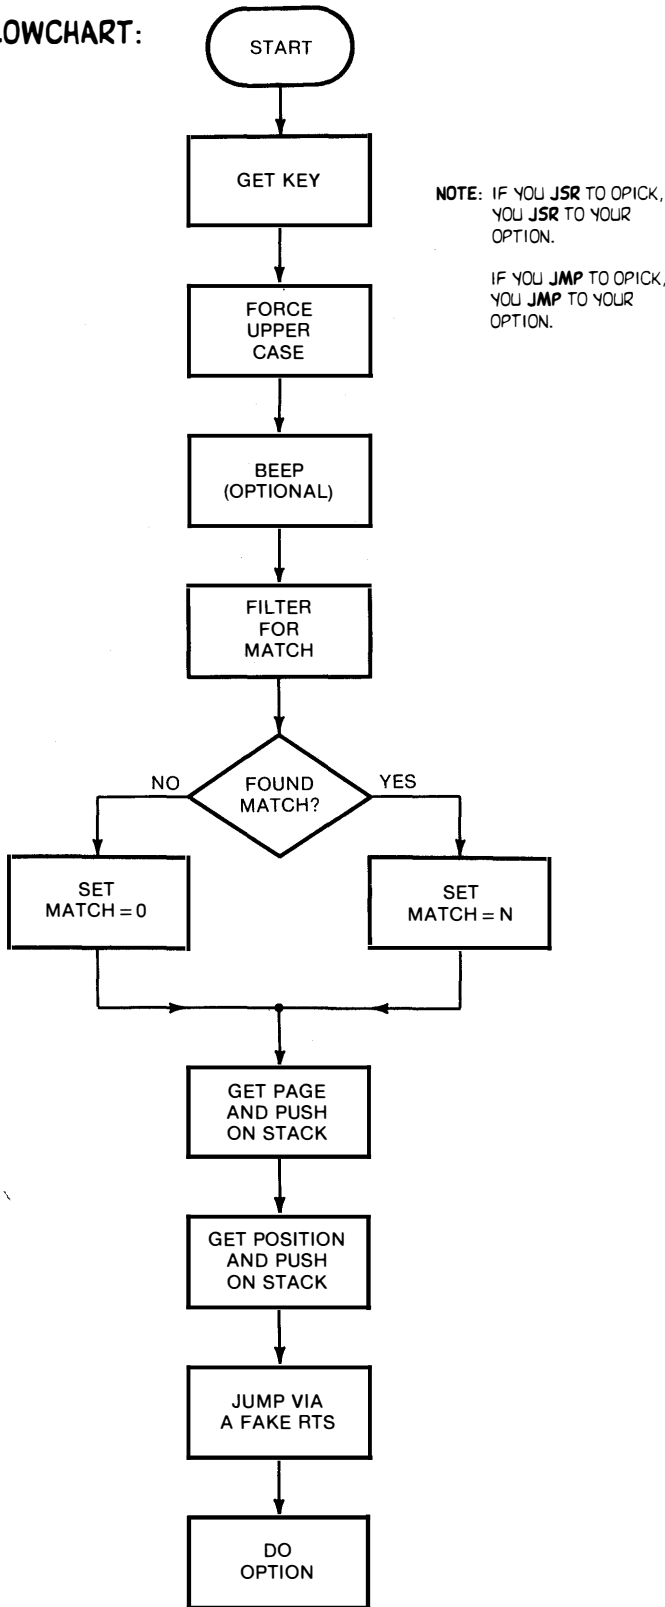 LOWCHART:
START
GET KEY
NOTE: IF YOU JSR TO OPICK,
YOU JSR TO YOUR
OPTION.
IF YOU JMP TO OPICK,
YOU JMP TO YOUR
OPTION.
FORCE
UPPER
CASE
BEEP
(OPTIONAL)
FILTER
FOR
MATCH
NO
FOUND
MATCH?
YES
SET
MATCH = 0
SET
MATCH = N
GET PAGE
AND PUSH
ON STACK
GET POSITION
AND PUSH
ON STACK
JUMP VIA
A FAKE RTS
DO
OPTION